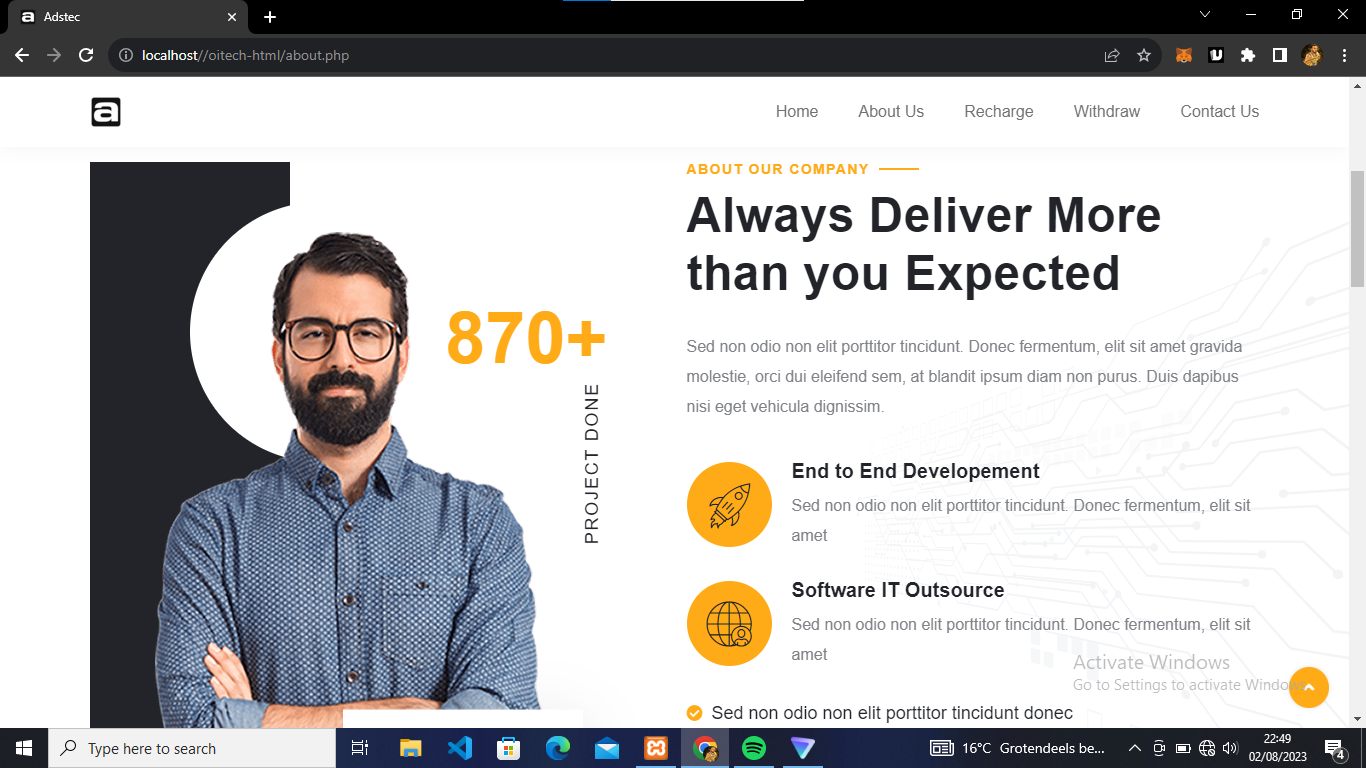 Adstec
localhost//oitech-html/about.php
a
Home About Us Recharge Withdraw Contact Us
870+
PROJECT DONE
ABOUT OUR COMPANY
Always Deliver More
than you Expected
Sed non odio non elit porttitor tincidunt. Donec fermentum, elit sit amet gravida
molestie, orci dui eleifend sem, at blandit ipsum diam non purus. Duis dapibus
nisi eget vehicula dignissim.
End to End Developement
Sed non odio non elit porttitor tincidunt. Donec fermentum, elit sit
amet
Software IT Outsource
Sed non odio non elit porttitor tincidunt. Donec fermentum, elit sit
amet
Activate Windows
Go to Settings to activate Windows.
Sed non odio non elit porttitor tincidunt donec
Type here to search
16°C Grotendeels be...
22:49
02/08/2023
4